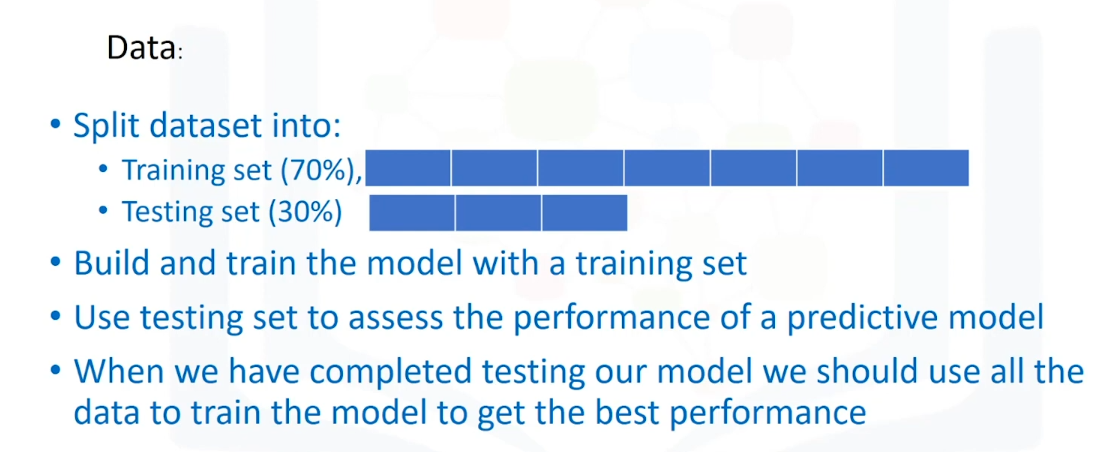 Data:
• Split dataset into:
• Training set (70%),
• Testing set (30%)
• Build and train the model with a training set
• Use testing set to assess the performance of a predictive model
• When we have completed testing our model we should use all the
data to train the model to get the best performance